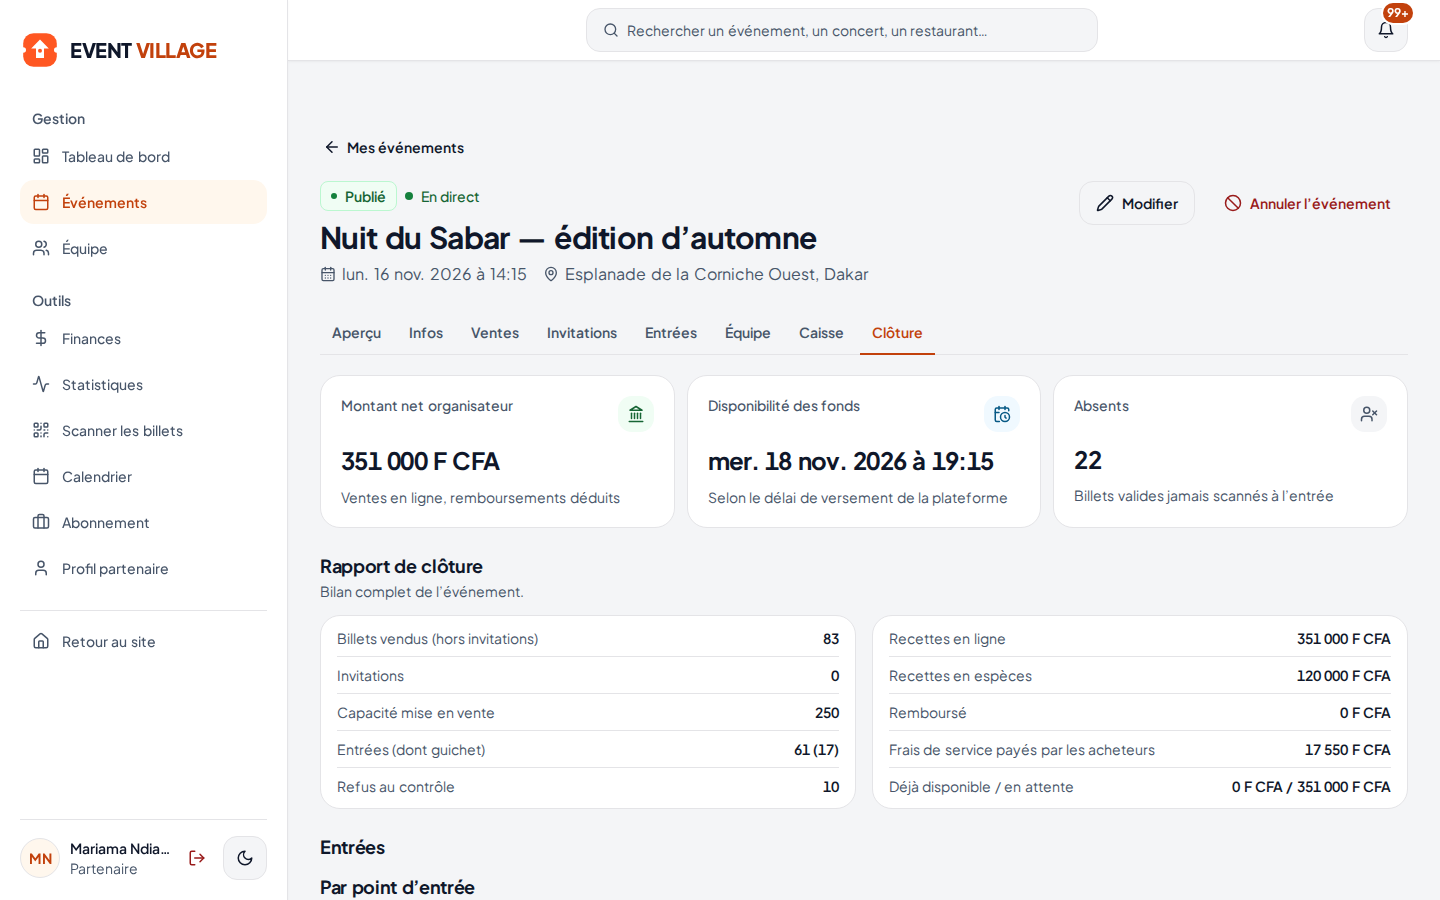 EVENT VILLAGE
Rechercher un événement, un concert, un restaurant…
99+
Gestion
Tableau de bord
Événements
Équipe
Outils
Finances
Statistiques
Scanner les billets
Calendrier
Abonnement
Profil partenaire
Retour au site
MN
Mariama Ndia…
Partenaire
Mes événements
Publié
En direct
Modifier
Annuler l’événement
Nuit du Sabar — édition d’automne
lun. 16 nov. 2026 à 14:15 Esplanade de la Corniche Ouest, Dakar
Aperçu Infos Ventes Invitations Entrées Équipe Caisse Clôture
Montant net organisateur
351 000 F CFA
Ventes en ligne, remboursements déduits
Disponibilité des fonds
mer. 18 nov. 2026 à 19:15
Selon le délai de versement de la plateforme
Absents
22
Billets valides jamais scannés à l’entrée
Rapport de clôture
Bilan complet de l’événement.
Billets vendus (hors invitations) 83
Invitations 0
Capacité mise en vente 250
Entrées (dont guichet) 61 (17)
Refus au contrôle 10
Recettes en ligne 351 000 F CFA
Recettes en espèces 120 000 F CFA
Remboursé 0 F CFA
Frais de service payés par les acheteurs 17 550 F CFA
Déjà disponible / en attente 0 F CFA / 351 000 F CFA
Entrées
Par point d’entrée